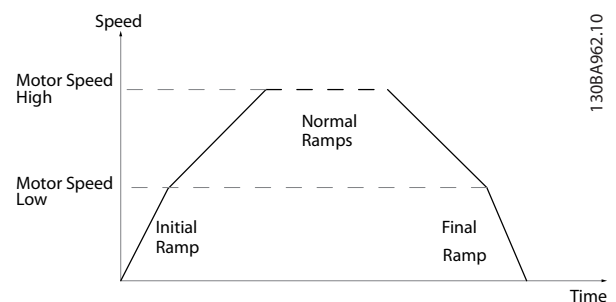 Speed
130BA962.10
Motor Speed
High
Normal
Ramps
Motor Speed
Low
Initial
Ramp
Final
Ramp
Time